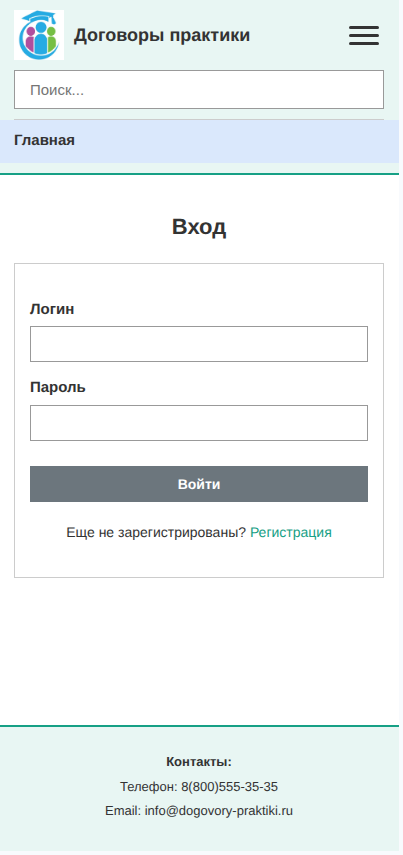 Договоры практики
Поиск...
Главная
Вход
Логин
Пароль
Войти
Еще не зарегистрированы? Регистрация
Контакты:
Телефон: 8(800)555-35-35
Email: info@dogovory-praktiki.ru